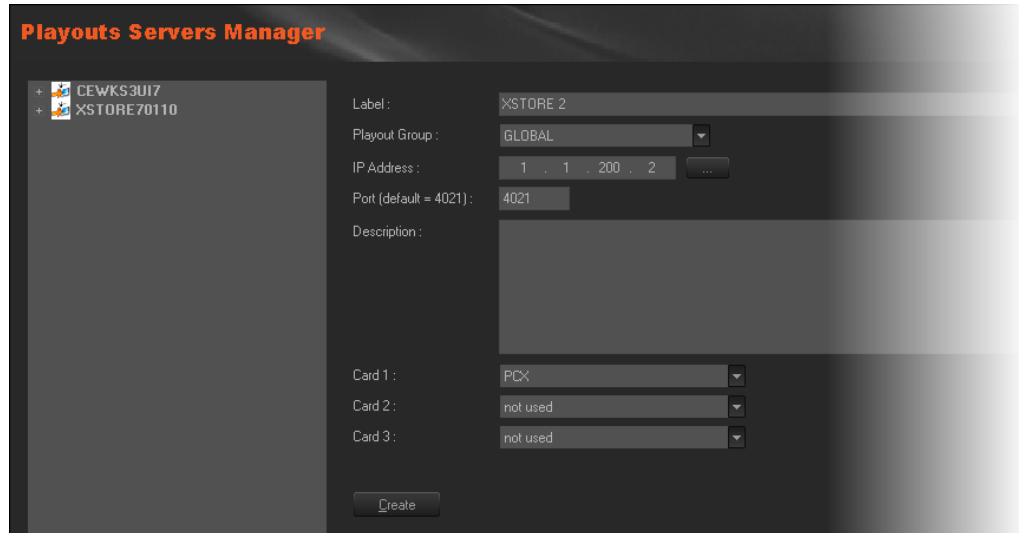 Playouts Servers Manager
+ CEWKS3UI7
+ XSTORE70110
Label : XSTORE 2
Playout Group : GLOBAL
IP Address : 1 . 1 . 200 . 2 ...
Port (default = 4021) : 4021
Description :
Card 1 : PCX
Card 2 : not used
Card 3 : not used
Create